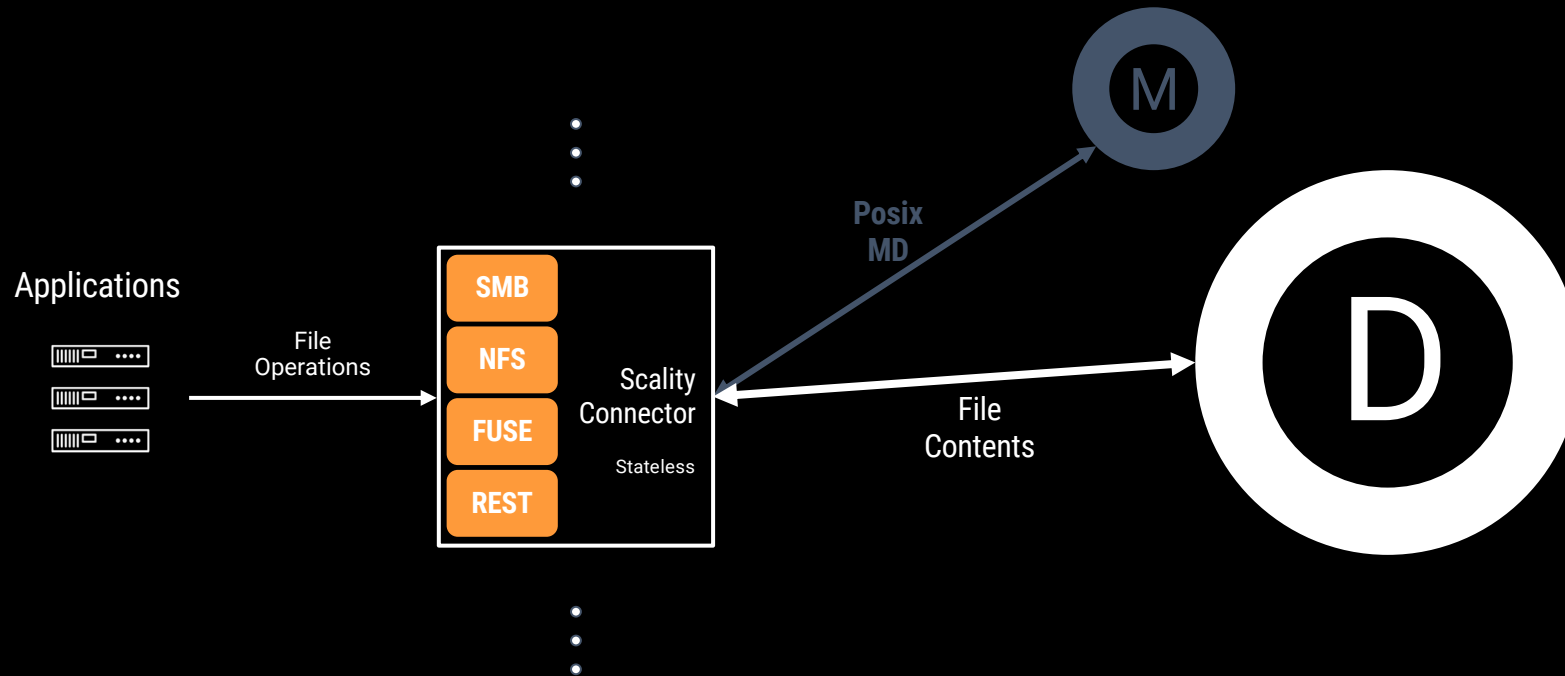 Applications
File
Operations
SMB
NFS
FUSE
REST
Scality
Connector
Stateless
Posix
MD
File
Contents
M
D